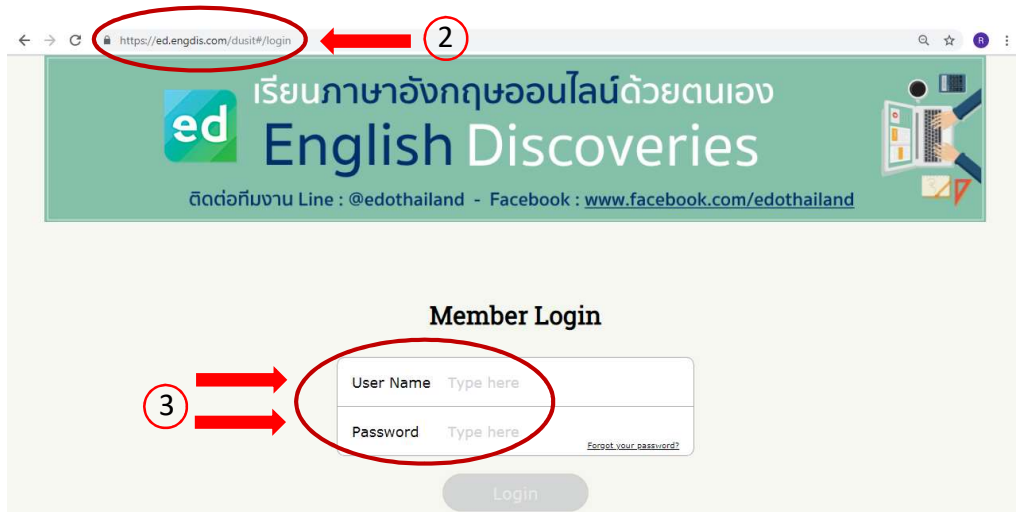 https://ed.engdis.com/dusit#/login
2
R
ed
เรียนภาษาอังกฤษออนไลน์ด้วยตนเอง
English Discoveries
ติดต่อทีมงาน Line : @edothailand - Facebook : www.facebook.com/edothailand
Member Login
User Name Type here
3
Password Type here
Forgot your password?
Login